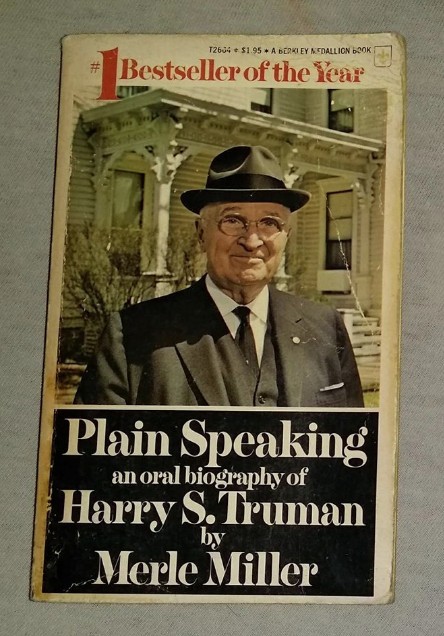 T2664 * $1.95 * A BERKLEY MEDALLION BOOK
#1 Bestseller of the Year
Plain Speaking
an oral biography of
Harry S. Truman
by
Merle Miller